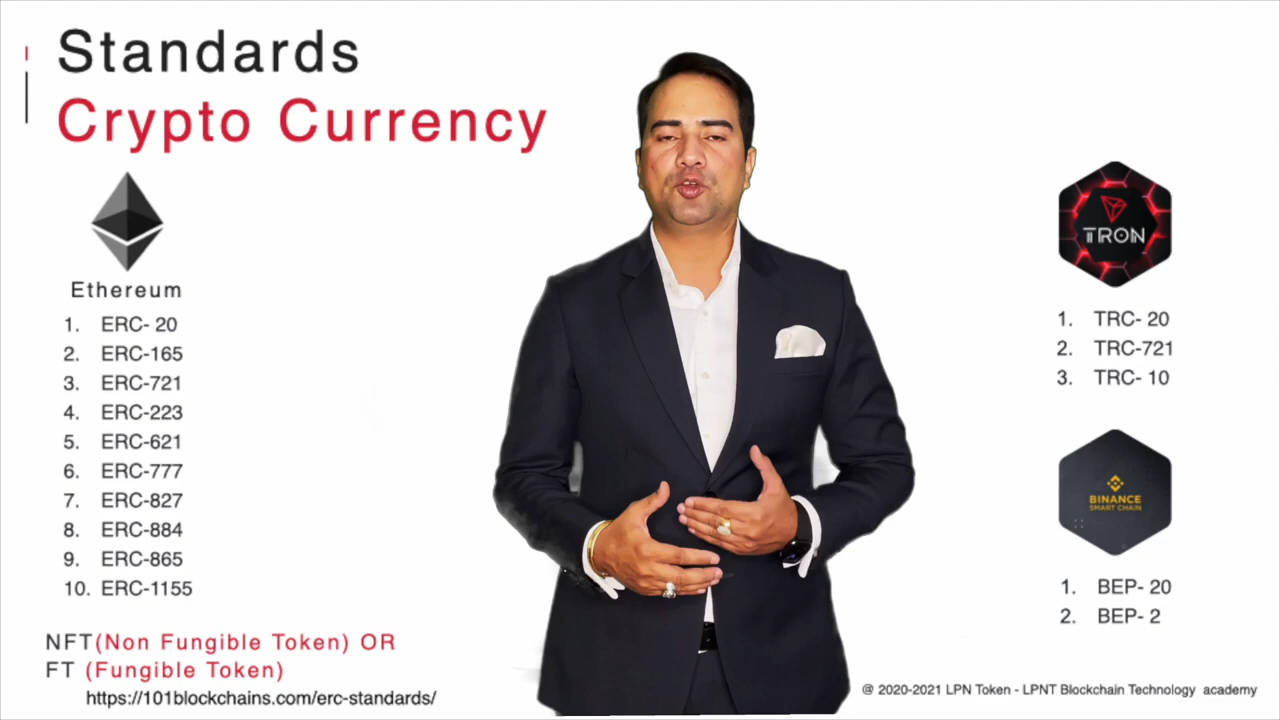 Standards
Crypto Currency
Ethereum
1. ERC- 20
2. ERC-165
3. ERC-721
4. ERC-223
5. ERC-621
6. ERC-777
7. ERC-827
8. ERC-884
9. ERC-865
10. ERC-1155
NFT(Non Fungible Token) OR
FT (Fungible Token)
https://101blockchains.com/erc-standards/
TRON
1. TRC- 20
2. TRC-721
3. TRC- 10
BINANCE
SMART CHAIN
1. BEP- 20
2. BEP- 2
@ 2020-2021 LPN Token - LPNT Blockchain Technology academy